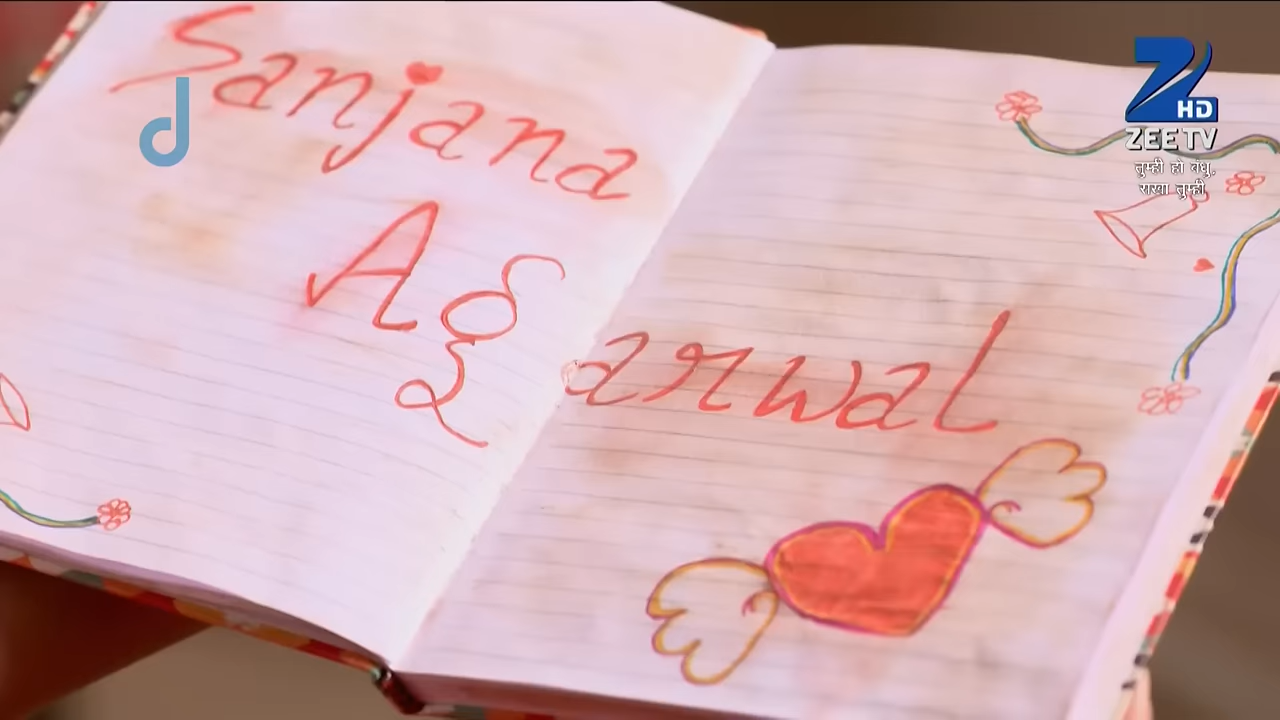 Sanjana
Agarwal
d
HD
ZEE TV
तुम्ही हो बंधु,
सखा तुम्ही